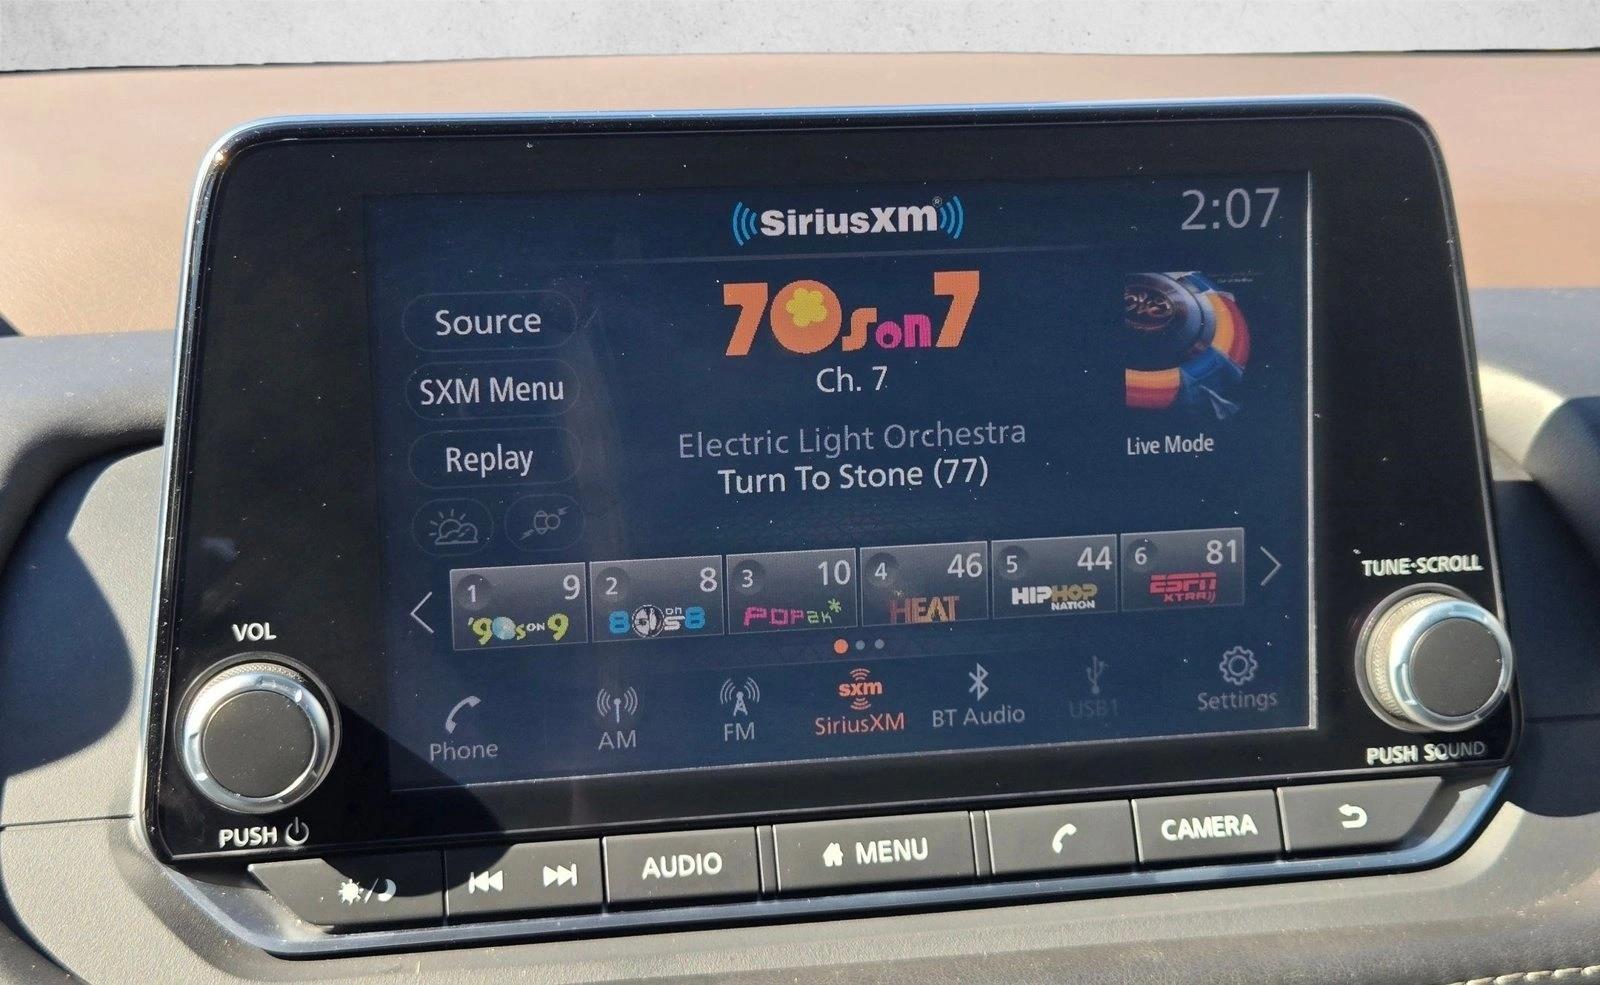 SiriusXM®
2:07
70s on 7
Ch. 7
Source
SXM Menu
Replay
Electric Light Orchestra
Turn To Stone (77)
Live Mode
1 9
'90s ON 9
2 8
80s ON 8
3 10
POP2K
4 46
HEAT
5 44
HIPHOP
NATION
6 81
ESPN
XTRA
Phone
AM
FM
sxm
SiriusXM
BT Audio
USB1
Settings
VOL
PUSH
TUNE•SCROLL
PUSH SOUND
AUDIO
MENU
CAMERA